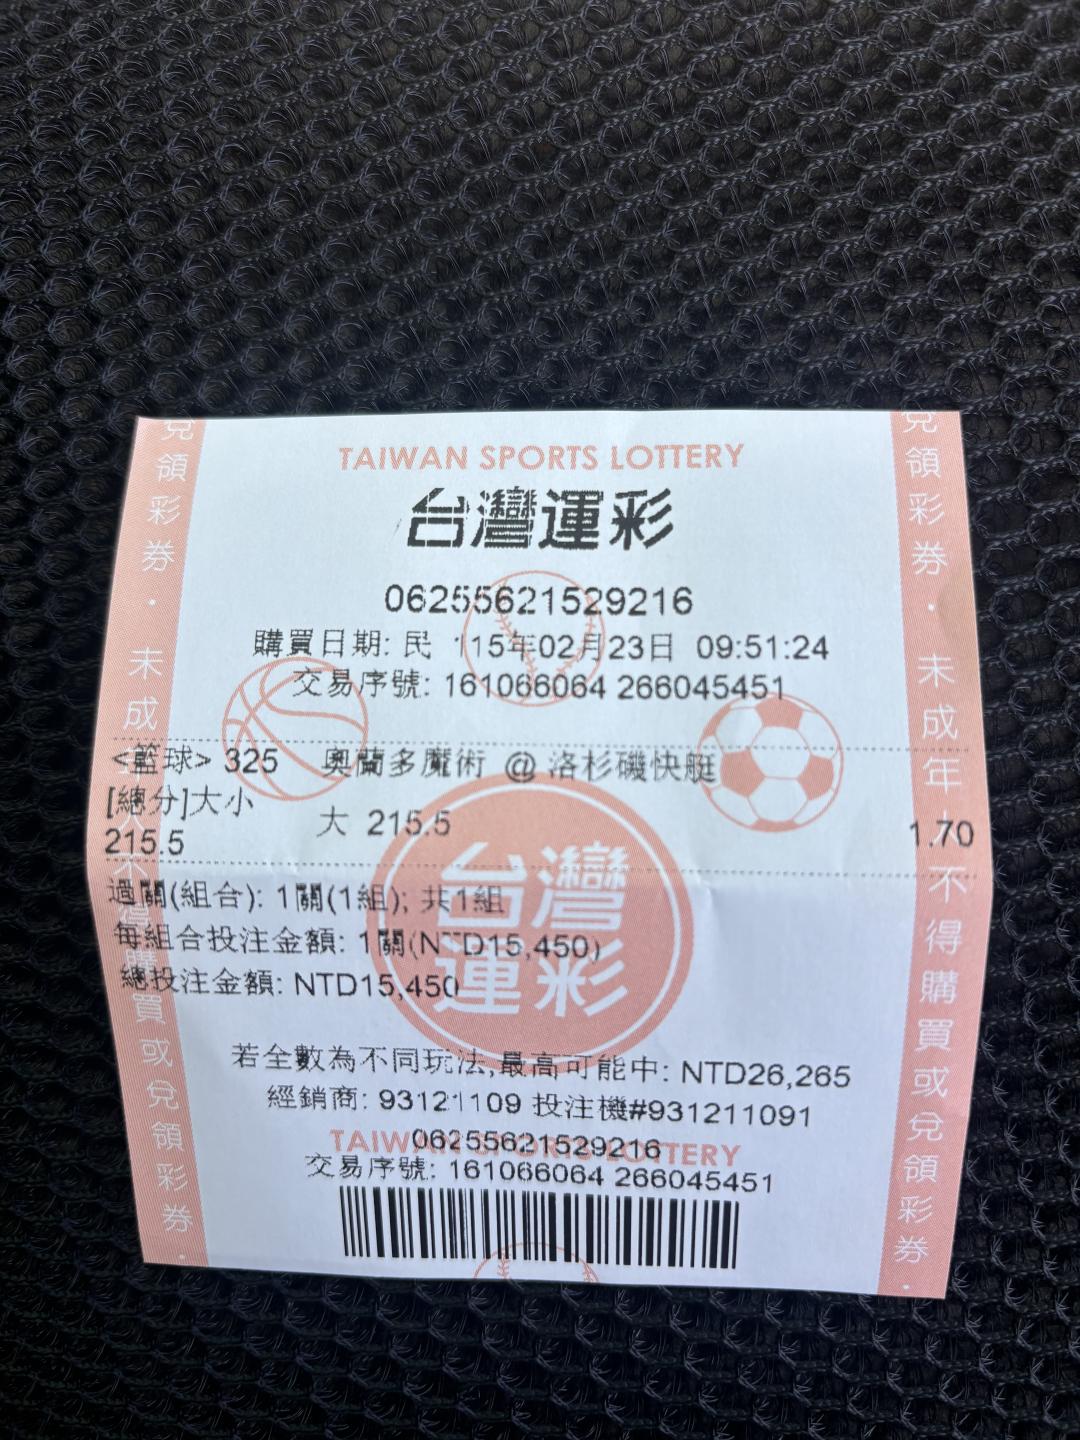 TAIWAN SPORTS LOTTERY
台灣運彩
06255621529216
購買日期: 民 115年02月23日 09:51:24
交易序號: 161066064 266045451
<籃球> 325 奧蘭多魔術 @ 洛杉磯快艇
[總分]大小
215.5 大 215.5 1.70
過關(組合): 1關(1組); 共1組
每組合投注金額: 1關(NTD15,450)
總投注金額: NTD15,450
台灣
運彩
若全數為不同玩法,最高可能中: NTD26,265
經銷商: 93121109 投注機#931211091
TAIWAN SPORTS LOTTERY
06255621529216
交易序號: 161066064 266045451
兌領彩券・未成年人不得購買或兌領彩券・
兌領彩券・未成年人不得購買或兌領彩券・